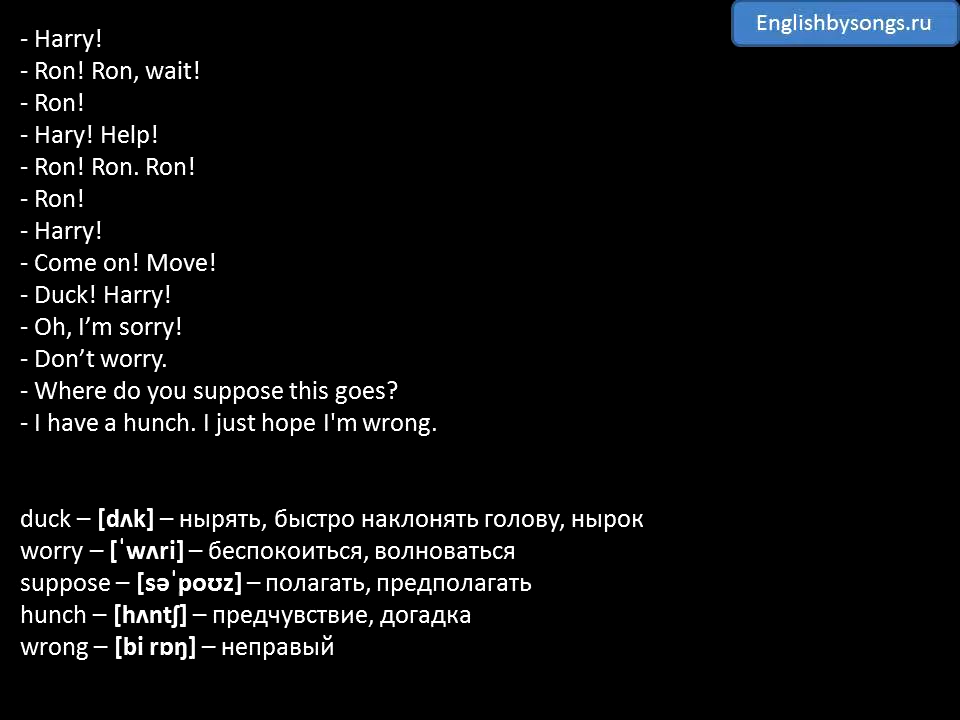 Englishbysongs.ru
- Harry!
- Ron! Ron, wait!
- Ron!
- Hary! Help!
- Ron! Ron. Ron!
- Ron!
- Harry!
- Come on! Move!
- Duck! Harry!
- Oh, I’m sorry!
- Don’t worry.
- Where do you suppose this goes?
- I have a hunch. I just hope I'm wrong.
duck – [dʌk] – нырять, быстро наклонять голову, нырок
worry – [ˈwʌri] – беспокоиться, волноваться
suppose – [səˈpoʊz] – полагать, предполагать
hunch – [hʌntʃ] – предчувствие, догадка
wrong – [bi rɒŋ] – неправый